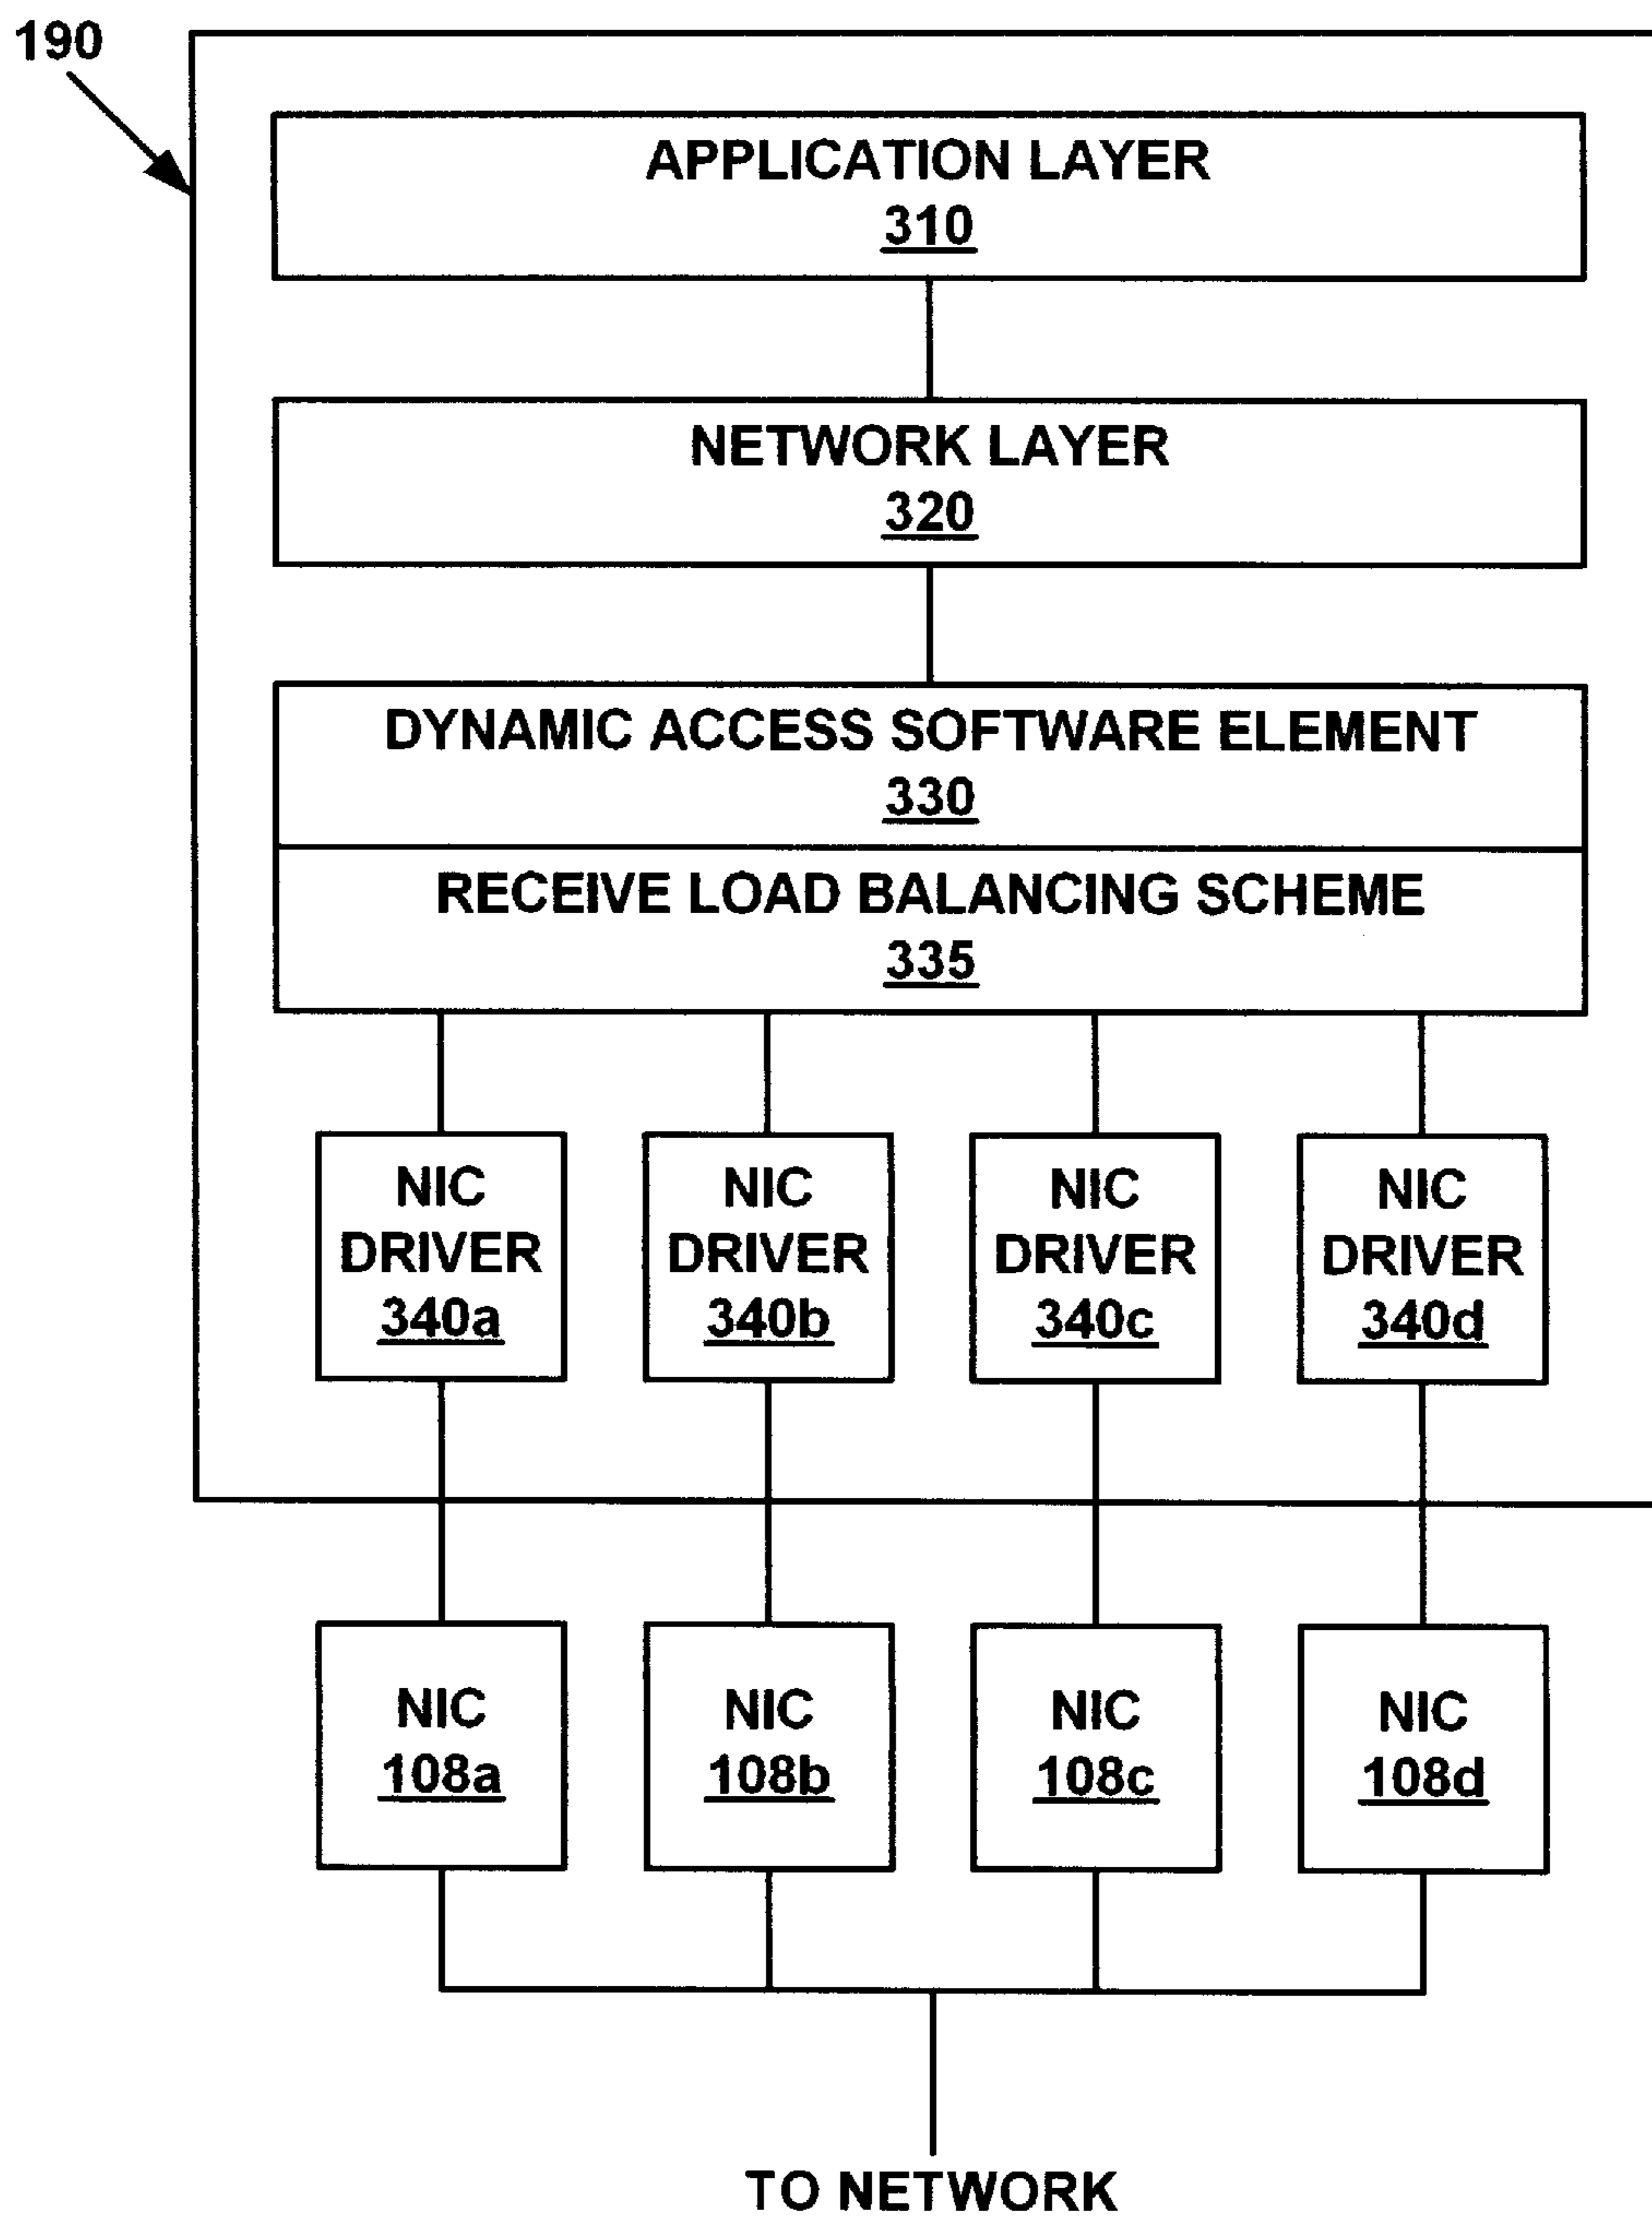 190
APPLICATION LAYER
310
NETWORK LAYER
320
DYNAMIC ACCESS SOFTWARE ELEMENT
330
RECEIVE LOAD BALANCING SCHEME
335
NIC
DRIVER
340a
NIC
DRIVER
340b
NIC
DRIVER
340c
NIC
DRIVER
340d
NIC
108a
NIC
108b
NIC
108c
NIC
108d
TO NETWORK